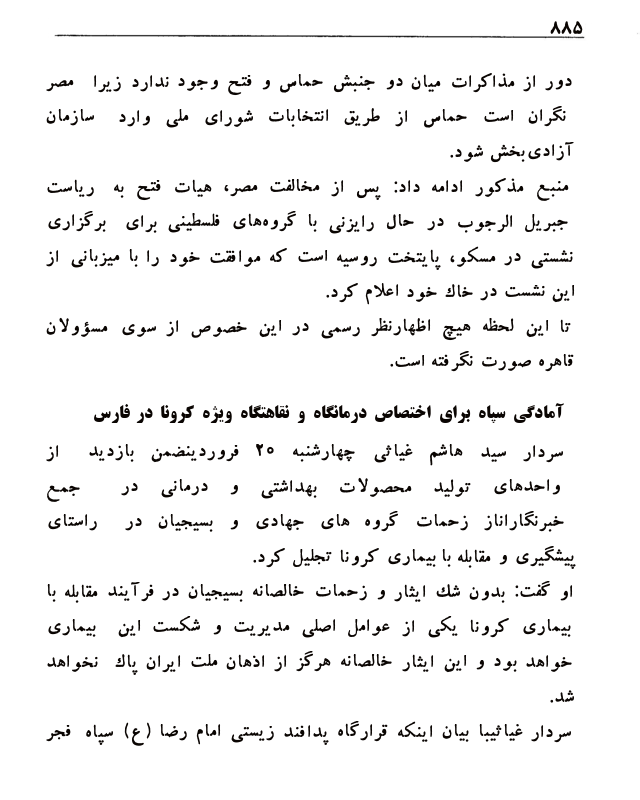 ۸۸۵
دور از مذاکرات میان دو جنبش حماس و فتح وجود ندارد زیرا مصر
نگران است حماس از طریق انتخابات شورای ملی وارد سازمان
آزادی‌بخش شود.
منبع مذکور ادامه داد: پس از مخالفت مصر، هیات فتح به ریاست
جبریل الرجوب در حال رایزنی با گروه‌های فلسطینی برای برگزاری
نشستی در مسکو، پایتخت روسیه است که موافقت خود را با میزبانی از
این نشست در خاك خود اعلام کرد.
تا این لحظه هیچ اظهارنظر رسمی در این خصوص از سوی مسؤولان
قاهره صورت نگرفته است.
آمادگی سپاه برای اختصاص درمانگاه و نقاهتگاه ویژه کرونا در فارس
سردار سید هاشم غیاثی چهارشنبه ۲۰ فروردینضمن بازدید از
واحدهای تولید محصولات بهداشتی و درمانی در جمع
خبرنگاراناز زحمات گروه های جهادی و بسیجیان در راستای
پیشگیری و مقابله با بیماری کرونا تجلیل کرد.
او گفت: بدون شك ایثار و زحمات خالصانه بسیجیان در فرآیند مقابله با
بیماری کرونا یکی از عوامل اصلی مدیریت و شکست این بیماری
خواهد بود و این ایثار خالصانه هرگز از اذهان ملت ایران پاك نخواهد
شد.
سردار غیاثیبا بیان اینکه قرارگاه پدافند زیستی امام رضا (ع) سپاه فجر